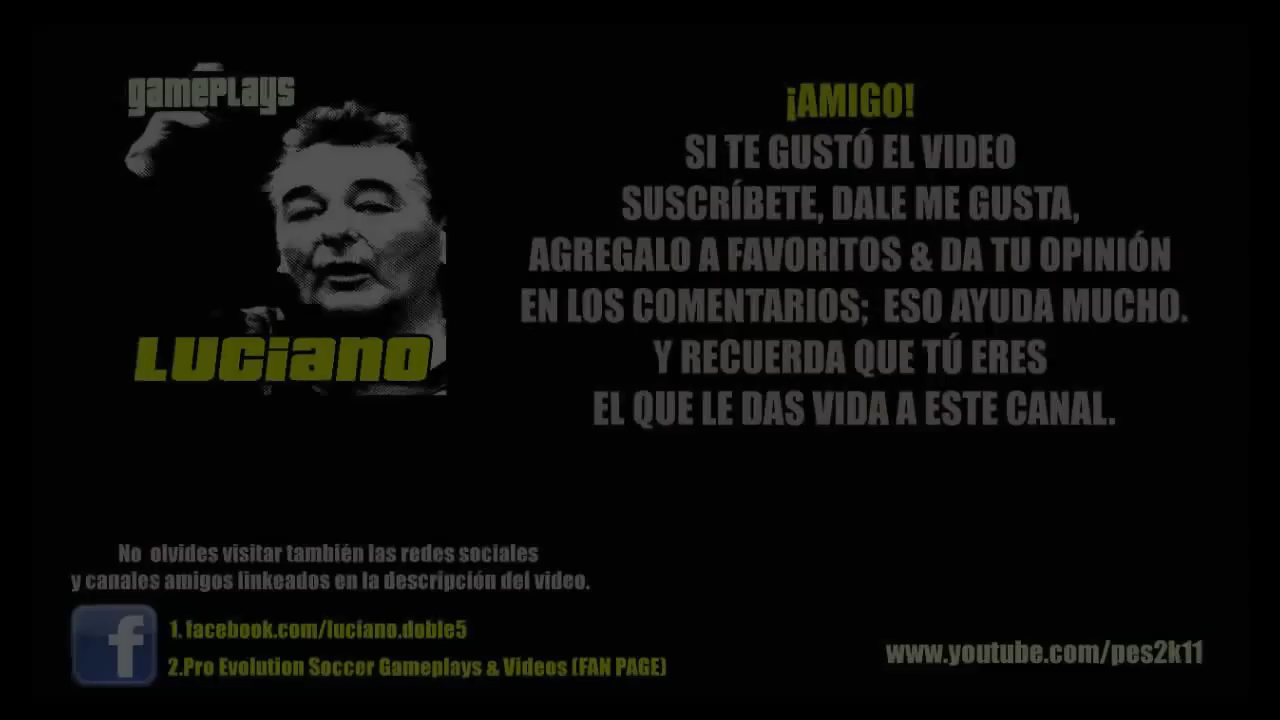 gamePLays
LUCiano
¡AMIGO!
SI TE GUSTÓ EL VIDEO
SUSCRÍBETE, DALE ME GUSTA,
AGREGALO A FAVORITOS & DA TU OPINIÓN
EN LOS COMENTARIOS; ESO AYUDA MUCHO.
Y RECUERDA QUE TÚ ERES
EL QUE LE DAS VIDA A ESTE CANAL.
No olvides visitar también las redes sociales
y canales amigos linkeados en la descripción del video.
f
1. facebook.com/luciano.doble5
2.Pro Evolution Soccer Gameplays & Videos (FAN PAGE)
www.youtube.com/pes2k11